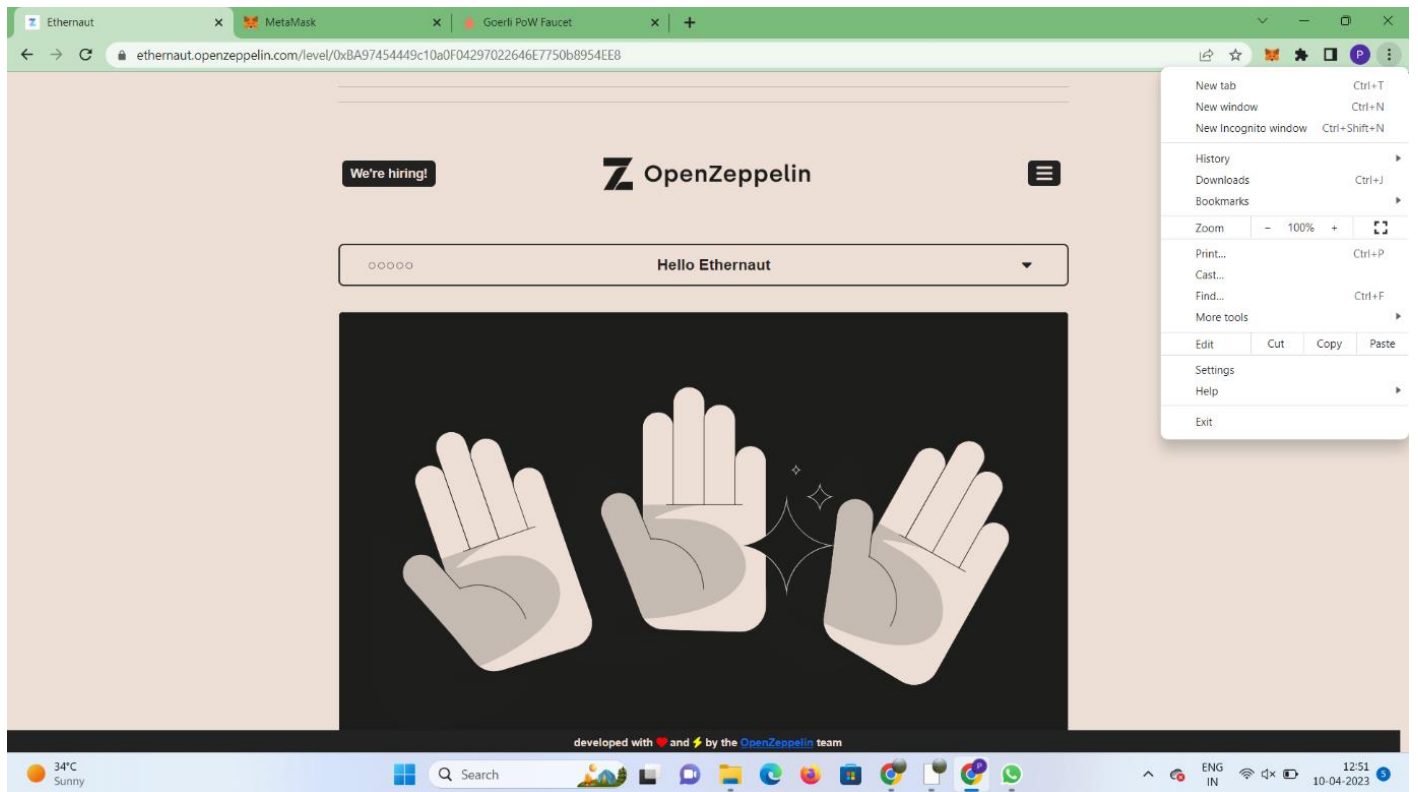 Ethernaut
MetaMask
Goerli PoW Faucet
ethernaut.openzeppelin.com/level/0xBA97454449c10a0F04297022646E7750b8954EE8
P
New tab Ctrl+T
New window Ctrl+N
New Incognito window Ctrl+Shift+N
History
Downloads Ctrl+J
Bookmarks
Zoom - 100% +
Print... Ctrl+P
Cast...
Find... Ctrl+F
More tools
Edit Cut Copy Paste
Settings
Help
Exit
We're hiring!
OpenZeppelin
Hello Ethernaut
developed with ❤ and ⚡ by the OpenZeppelin team
34°C
Sunny
Search
P
ENG
IN
12:51
10-04-2023
5